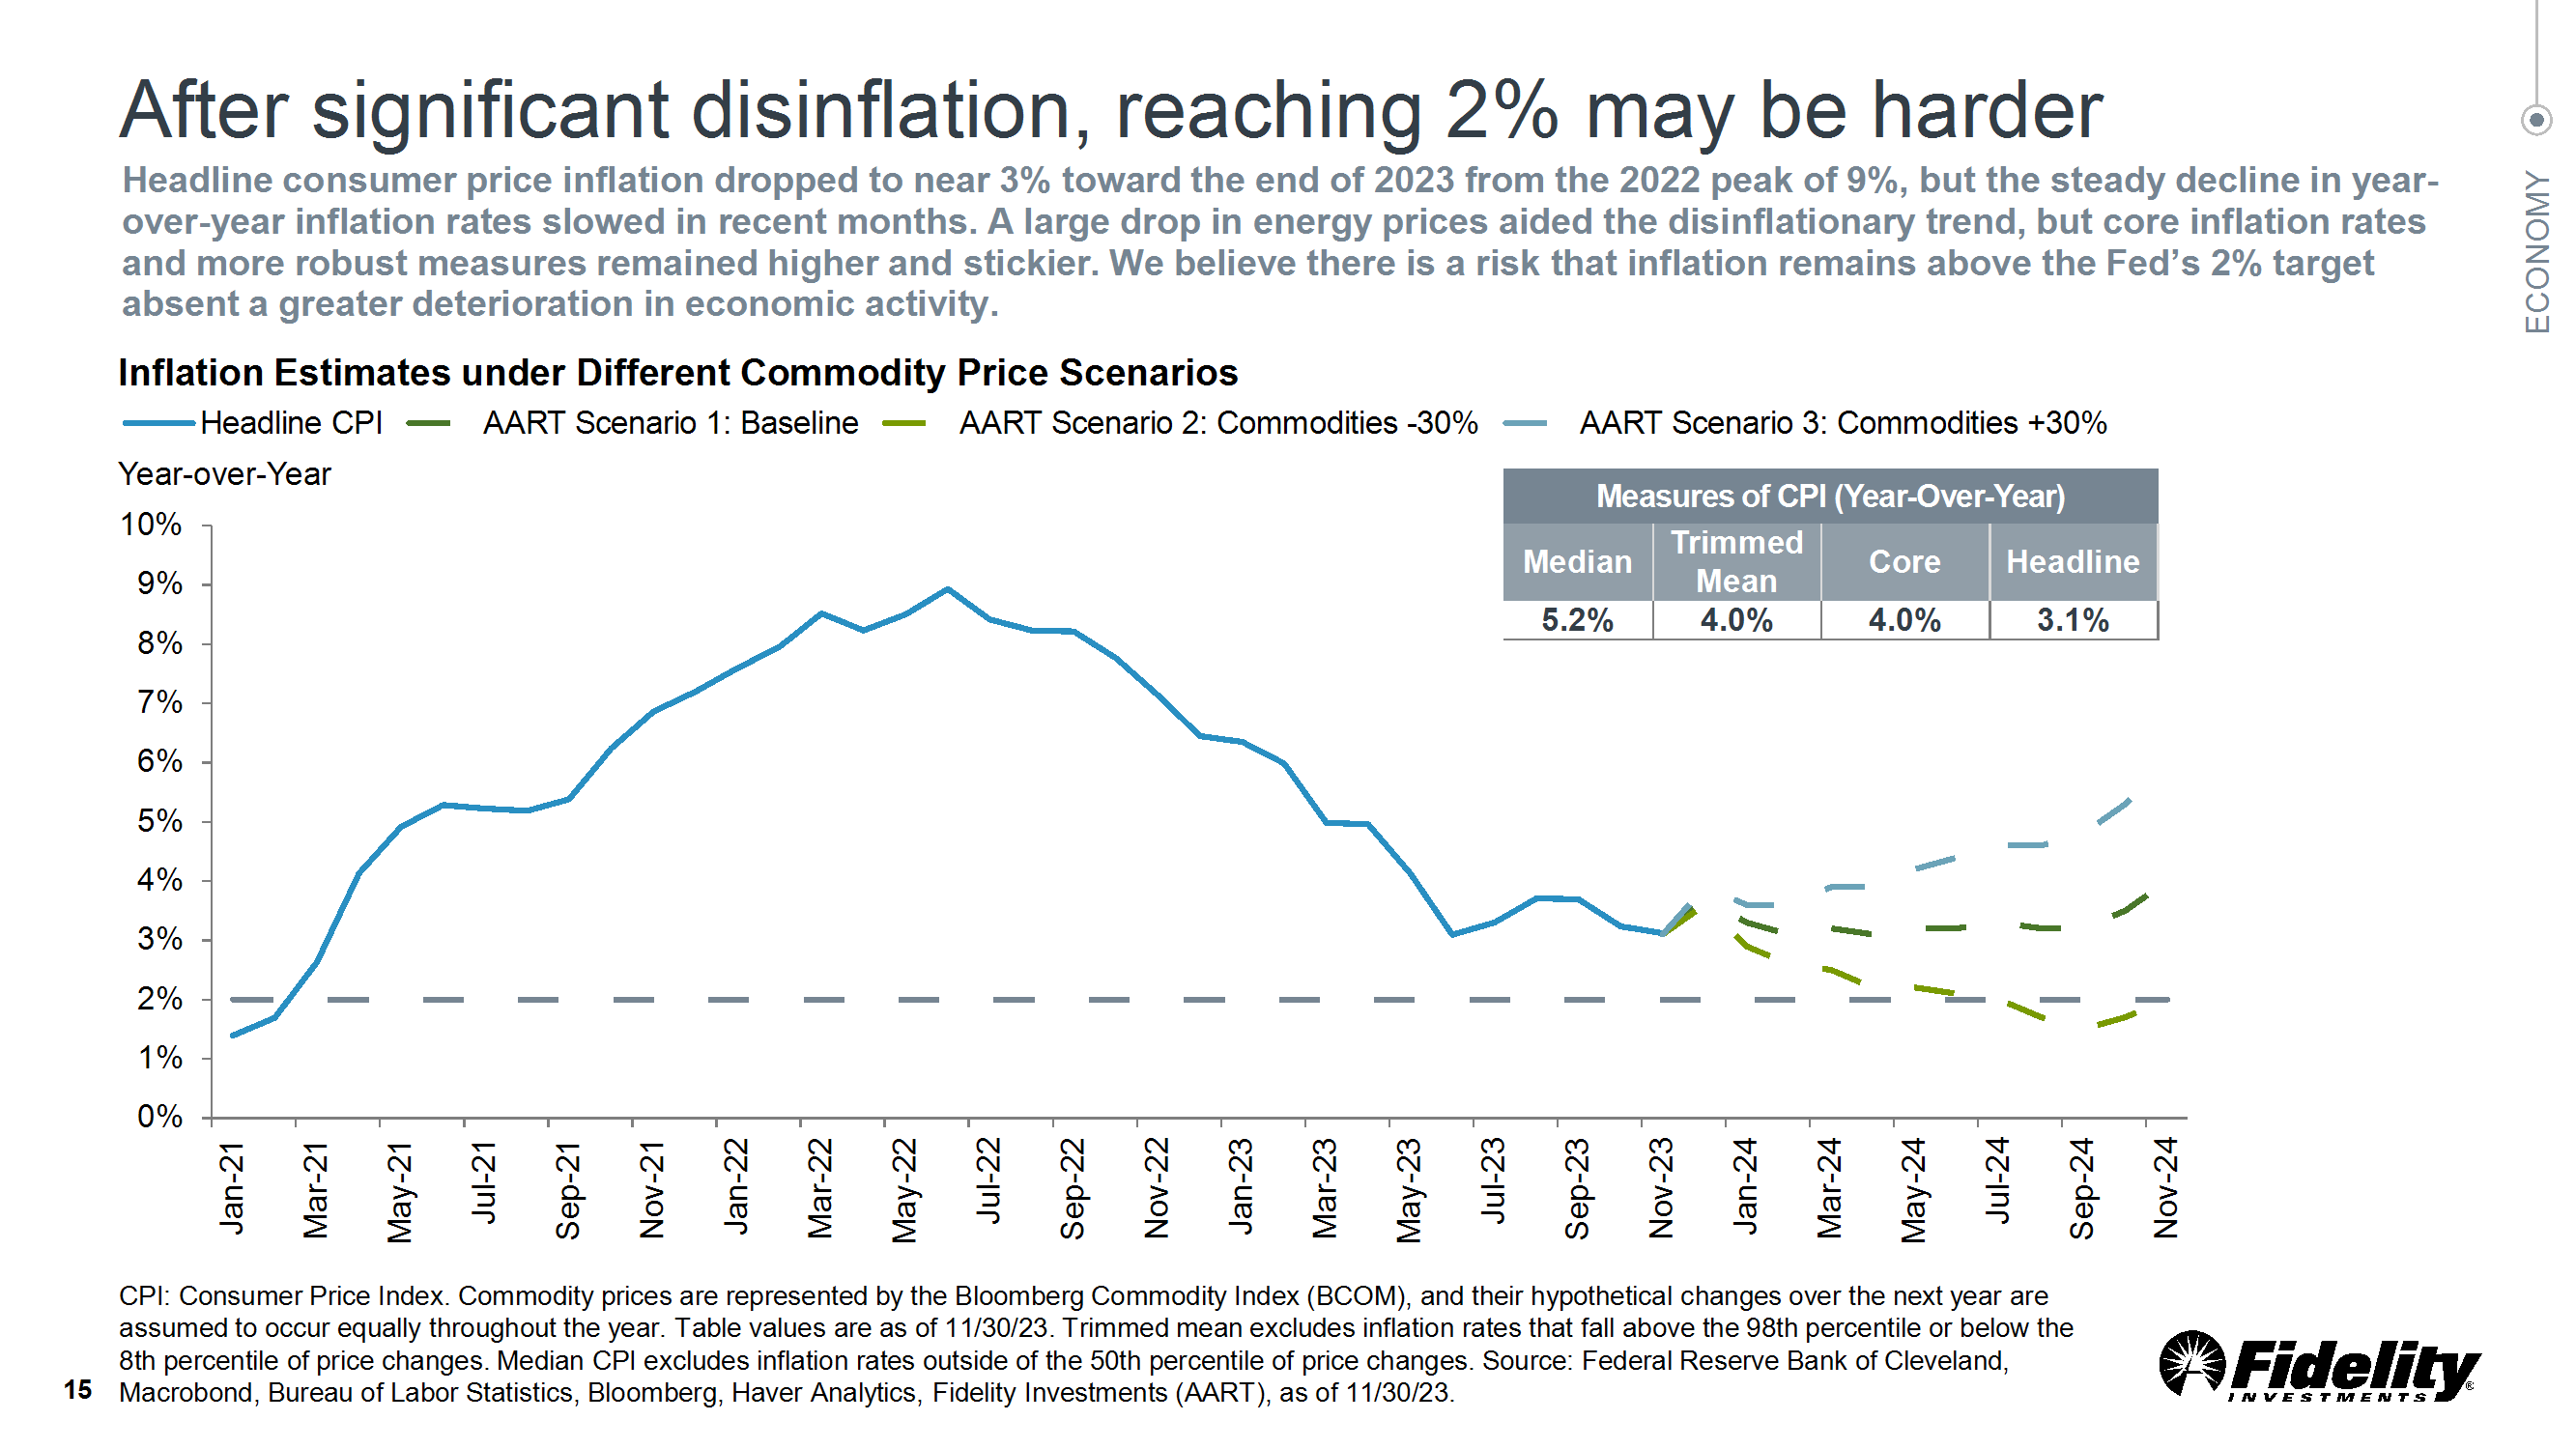 After significant disinflation, reaching 2% may be harder
Headline consumer price inflation dropped to near 3% toward the end of 2023 from the 2022 peak of 9%, but the steady decline in year-
over-year inflation rates slowed in recent months. A large drop in energy prices aided the disinflationary trend, but core inflation rates
and more robust measures remained higher and stickier. We believe there is a risk that inflation remains above the Fed’s 2% target
absent a greater deterioration in economic activity.
ECONOMY
Inflation Estimates under Different Commodity Price Scenarios
Headline CPI AART Scenario 1: Baseline AART Scenario 2: Commodities -30% AART Scenario 3: Commodities +30%
Year-over-Year
Measures of CPI (Year-Over-Year)
Median Trimmed Mean Core Headline
5.2% 4.0% 4.0% 3.1%
10%
9%
8%
7%
6%
5%
4%
3%
2%
1%
0%
Jan-21 Mar-21 May-21 Jul-21 Sep-21 Nov-21 Jan-22 Mar-22 May-22 Jul-22 Sep-22 Nov-22 Jan-23 Mar-23 May-23 Jul-23 Sep-23 Nov-23 Jan-24 Mar-24 May-24 Jul-24 Sep-24 Nov-24
CPI: Consumer Price Index. Commodity prices are represented by the Bloomberg Commodity Index (BCOM), and their hypothetical changes over the next year are
assumed to occur equally throughout the year. Table values are as of 11/30/23. Trimmed mean excludes inflation rates that fall above the 98th percentile or below the
8th percentile of price changes. Median CPI excludes inflation rates outside of the 50th percentile of price changes. Source: Federal Reserve Bank of Cleveland,
Macrobond, Bureau of Labor Statistics, Bloomberg, Haver Analytics, Fidelity Investments (AART), as of 11/30/23.
15
Fidelity
INVESTMENTS®